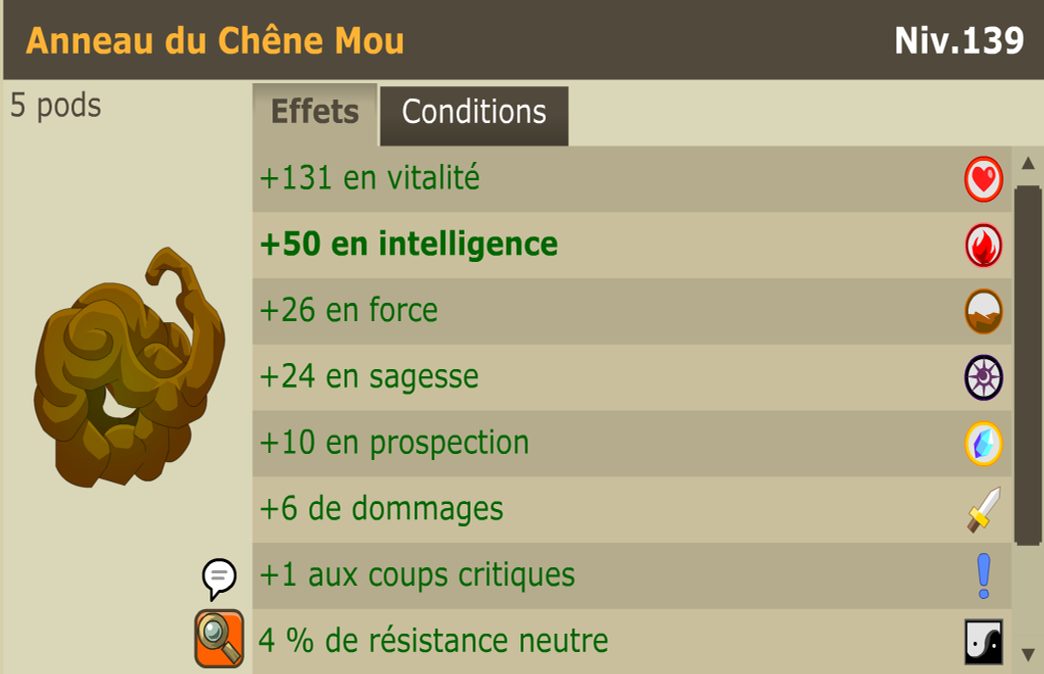 Anneau du Chêne Mou
Niv.139
5 pods
Effets
Conditions
+131 en vitalité
+50 en intelligence
+26 en force
+24 en sagesse
+10 en prospection
+6 de dommages
+1 aux coups critiques
4 % de résistance neutre